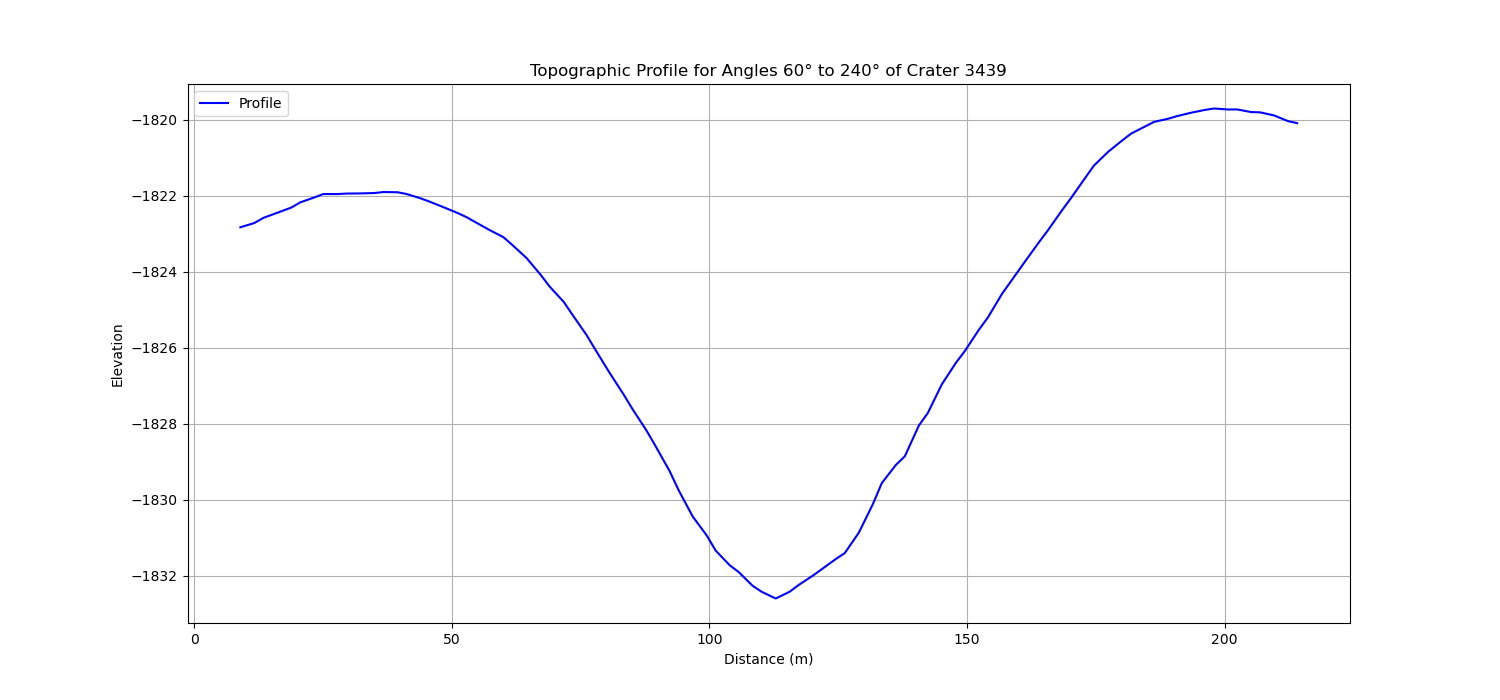 Topographic Profile for Angles 60° to 240° of Crater 3439
Profile
−1820
−1822
−1824
−1826
−1828
−1830
−1832
Elevation
0 50 100 150 200
Distance (m)